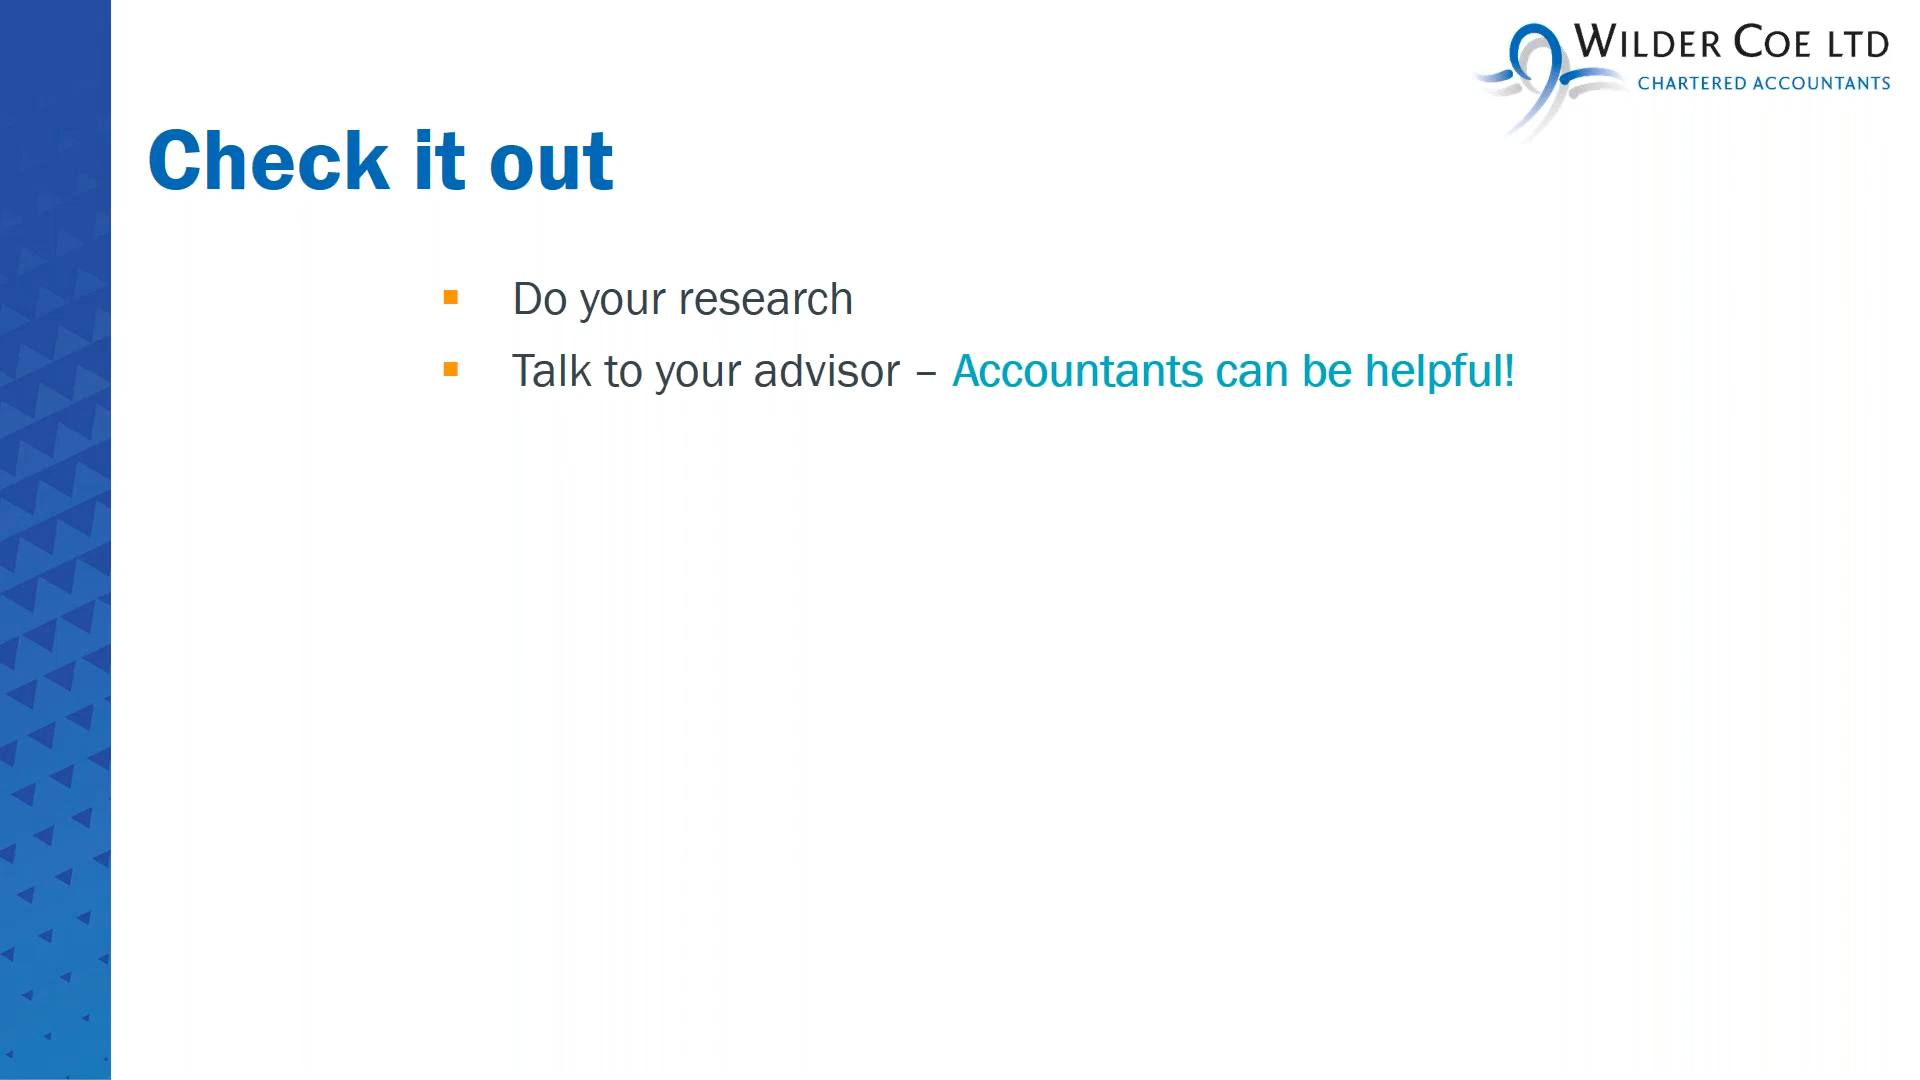 WILDER COE LTD
CHARTERED ACCOUNTANTS
Check it out
Do your research
Talk to your advisor – Accountants can be helpful!